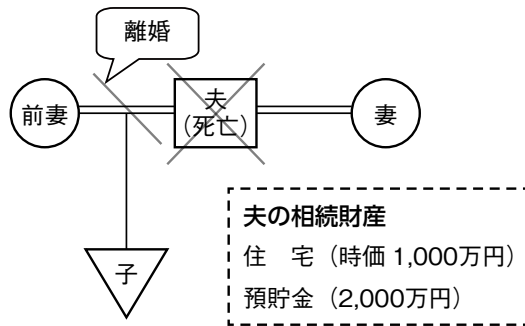 離婚
前妻
夫
(死亡)
妻
子
夫の相続財産
住　宅（時価 1,000万円）
預貯金（2,000万円）